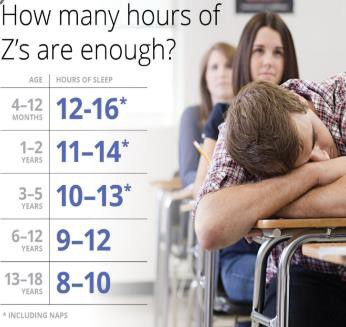 How many hours of
Z's are enough?
AGE HOURS OF SLEEP
4–12 MONTHS 12-16*
1–2 YEARS 11–14*
3–5 YEARS 10–13*
6–12 YEARS 9–12
13–18 YEARS 8–10
* INCLUDING NAPS